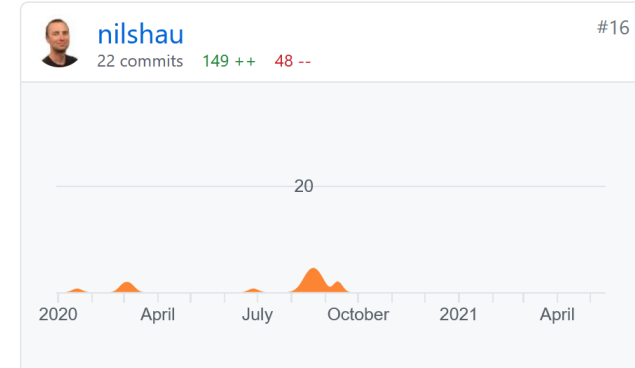 nilshau
#16
22 commits 149 ++ 48 --
20
2020 April July October 2021 April